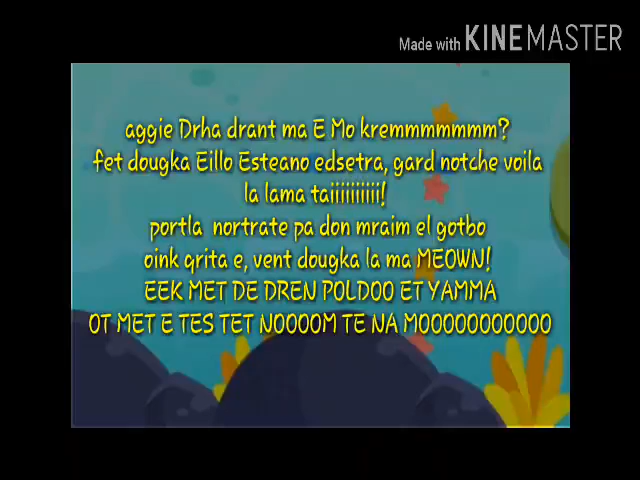 Made with KINEMASTER
aggie Drha drant ma E Mo kremmmmmmm?
fet dougka Eillo Esteano edsetra, gard notche voila
la lama taiiiiiiiiii!
portla nortrate pa don mraim el gotbo
oink qrita e, vent dougka la ma MEOWN!
EEK MET DE DREN POLDOO ET YAMMA
OT MET E TES TET NOOOOM TE NA MOOOOOOOOOOO